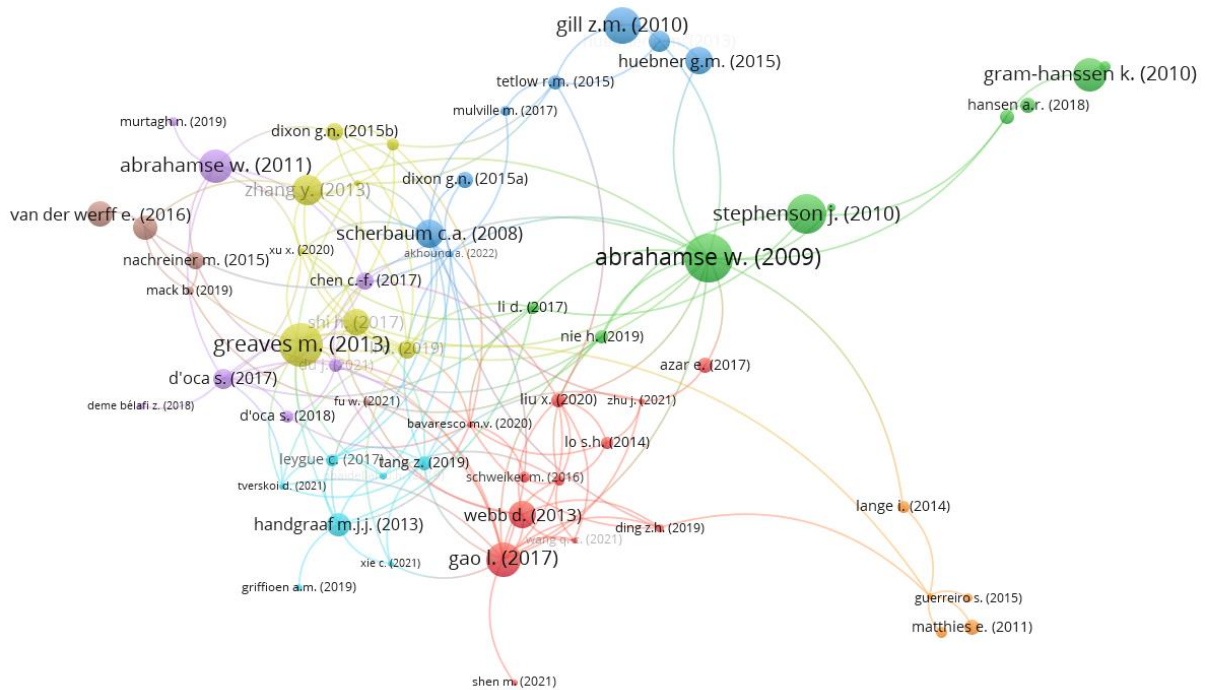 gill z.m. (2010)
huebner g.m. (2015)
gram-hanssen k. (2010)
tetlow r.m. (2015)
hansen a.r. (2018)
mulville m. (2017)
murtagh n. (2019)
dixon g.n. (2015b)
abrahamse w. (2011)
dixon g.n. (2015a)
zhang y. (2013)
van der werff e. (2016)
stephenson j. (2010)
scherbaum c.a. (2008)
xu x. (2020)
akhound a. (2022)
abrahamse w. (2009)
nachreiner m. (2015)
chen c.-f. (2017)
mack b. (2019)
li d. (2017)
shi h. (2017)
nie h. (2019)
greaves m. (2013)
(2019)
du j. (2021)
azar e. (2017)
d'oca s. (2017)
fu w. (2021)
liu x. (2020)
zhu j. (2021)
deme bélafi z. (2018)
d'oca s. (2018)
bavaresco m.v. (2020)
lo s.h. (2014)
leygue c. (2017)
tang z. (2019)
schweiker m. (2016)
tverskoi d. (2021)
lange i. (2014)
webb d. (2013)
handgraaf m.j.j. (2013)
ding z.h. (2019)
wang q.c. (2021)
gao l. (2017)
xie c. (2021)
griffioen a.m. (2019)
guerreiro s. (2015)
matthies e. (2011)
shen m. (2021)